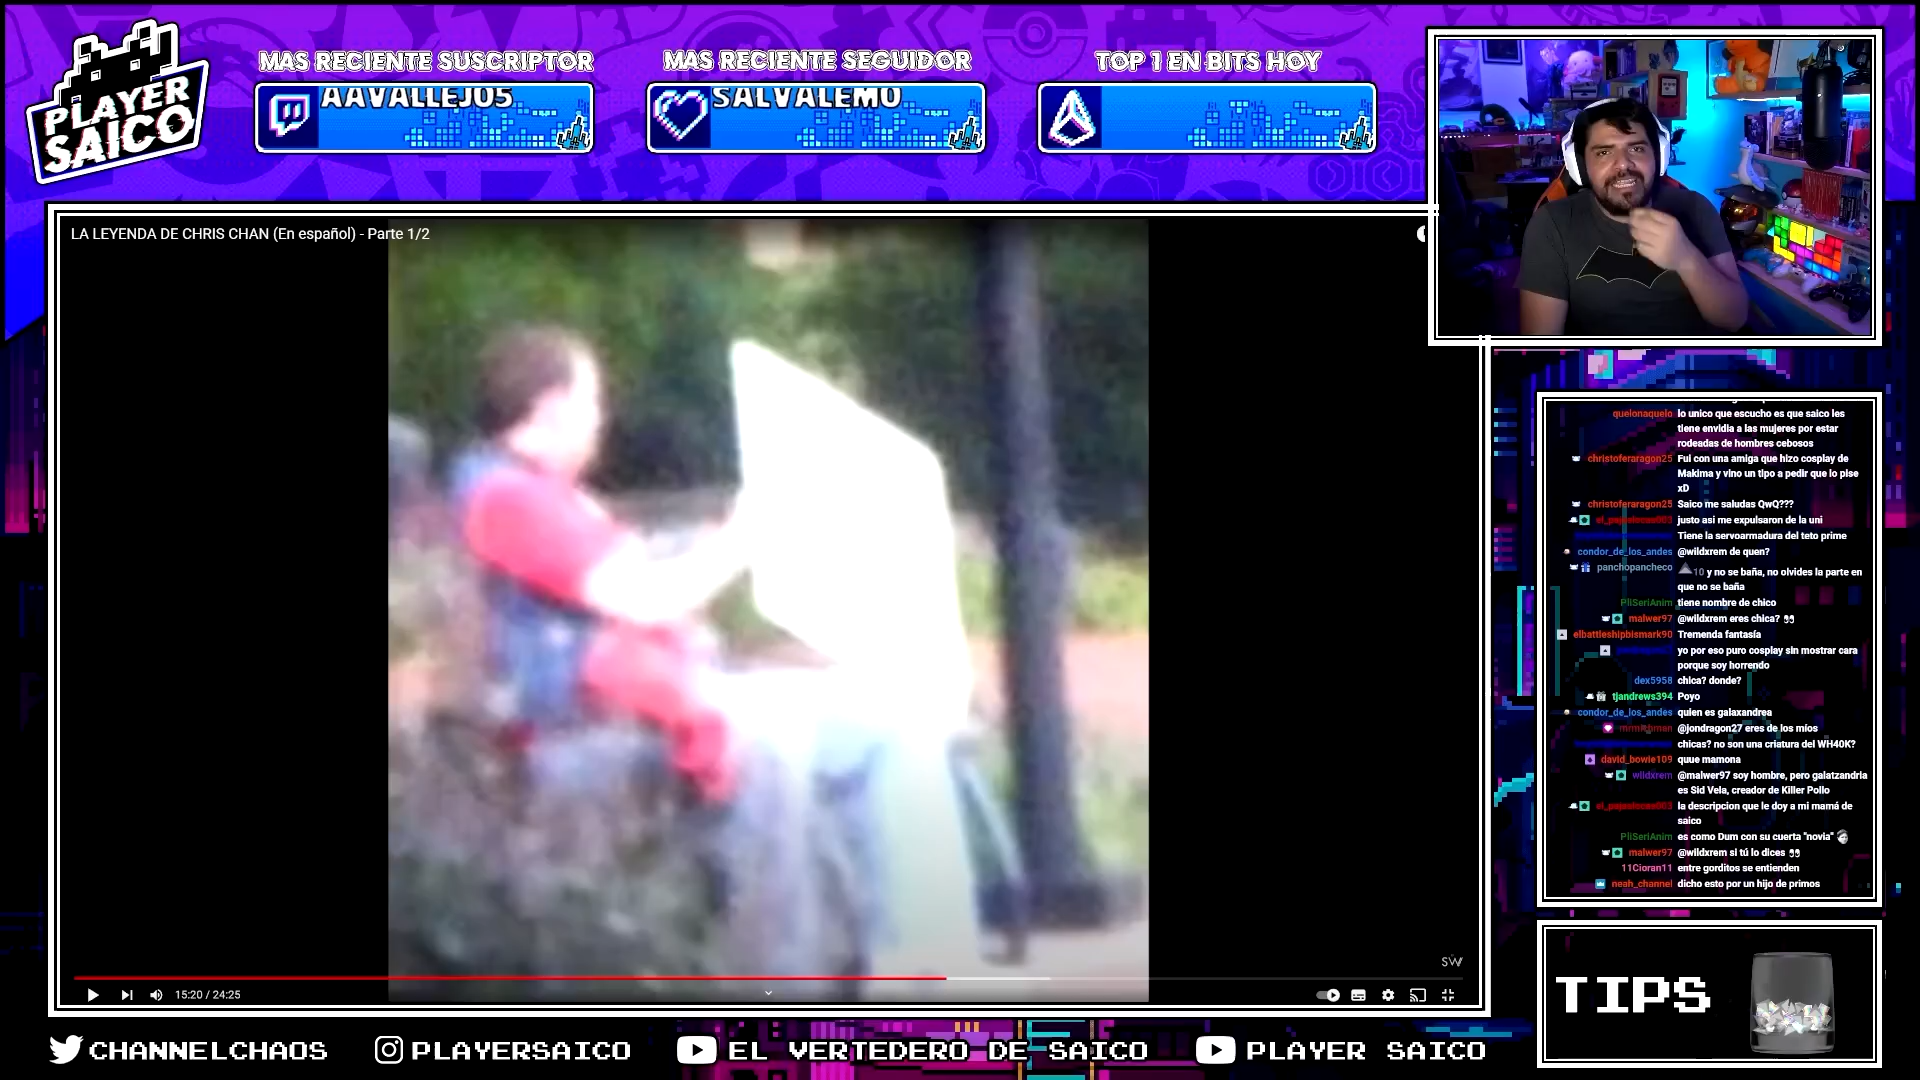 PLAYER
SAICO
MAS RECIENTE SUSCRIPTOR
AAVALLEJO5
MAS RECIENTE SEGUIDOR
SALVALEMO
TOP 1 EN BITS HOY
LA LEYENDA DE CHRIS CHAN (En español) - Parte 1/2
quelonaquelo lo unico que escucho es que saico les
tiene envidia a las mujeres por estar
rodeadas de hombres cebosos
christoferaragon25 Fui con una amiga que hizo cosplay de
Makima y vino un tipo a pedir que lo pise
xD
christoferaragon25 Saico me saludas QwQ???
justo asi me expulsaron de la uni
Tiene la servoarmadura del teto prime
condor_de_los_andes @wildxrem de quen?
panchopancheco 10 y no se baña, no olvides la parte en
que no se baña
PliSeriAnim tiene nombre de chico
malwer97 @wildxrem eres chica?
elbattleshipbismark90 Tremenda fantasía
yo por eso puro cosplay sin mostrar cara
porque soy horrendo
dex5958 chica? donde?
tjandrews394 Poyo
condor_de_los_andes quien es galaxandrea
@jondragon27 eres de los mios
chicas? no son una criatura del WH40K?
david_bowie109 quue mamona
wildxrem @malwer97 soy hombre, pero galatzandria
es Sid Vela, creador de Killer Pollo
la descripcion que le doy a mi mamá de
saico
PliSeriAnim es como Dum con su cuerta "novia"
malwer97 @wildxrem si tú lo dices
11Cioran11 entre gorditos se entienden
neah_channel dicho esto por un hijo de primos
SW
15:20 / 24:25
TIPS
CHANNELCHAOS
PLAYERSAICO
EL VERTEDERO DE SAICO
PLAYER SAICO